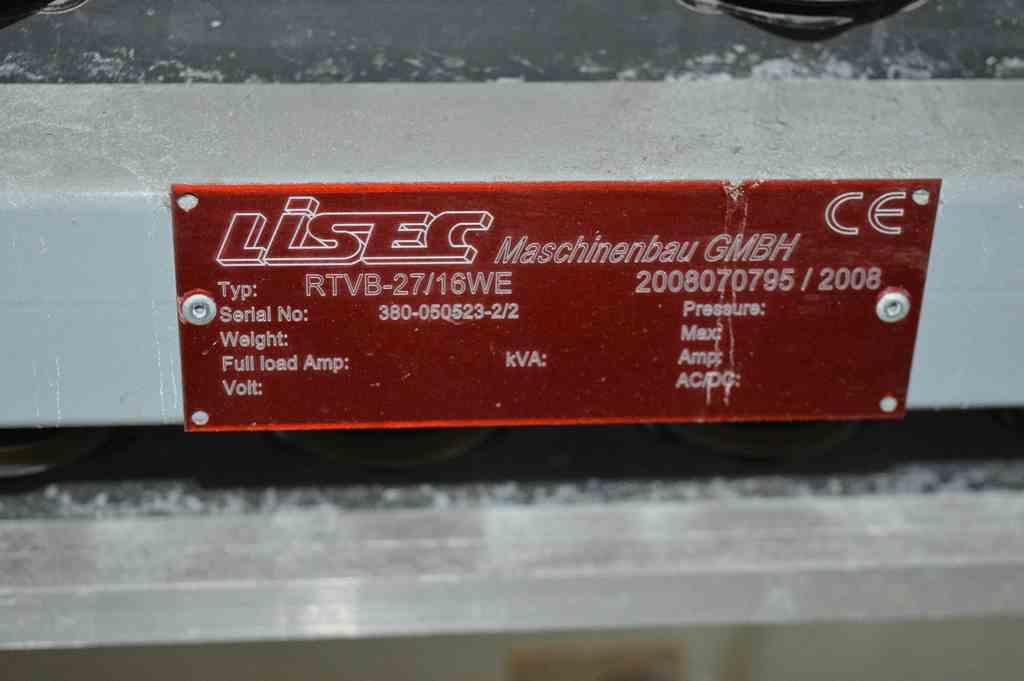 LiSEC Maschinenbau GMBH CE
Typ: RTVB-27/16WE 2008070795 / 2008
Serial No: 380-050523-2/2 Pressure:
Weight: Max:
Full load Amp: kVA: Amp:
Volt: AC/DC: